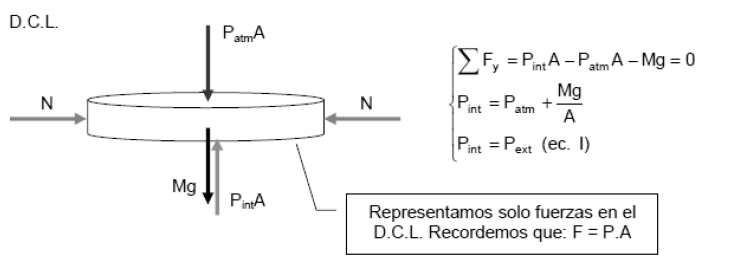 D.C.L.
P_atm A
N
N
Mg
P_int A
∑ F_y = P_int A – P_atm A – Mg = 0
P_int = P_atm + Mg/A
P_int = P_ext (ec. I)
Representamos solo fuerzas en el
D.C.L. Recordemos que: F = P.A